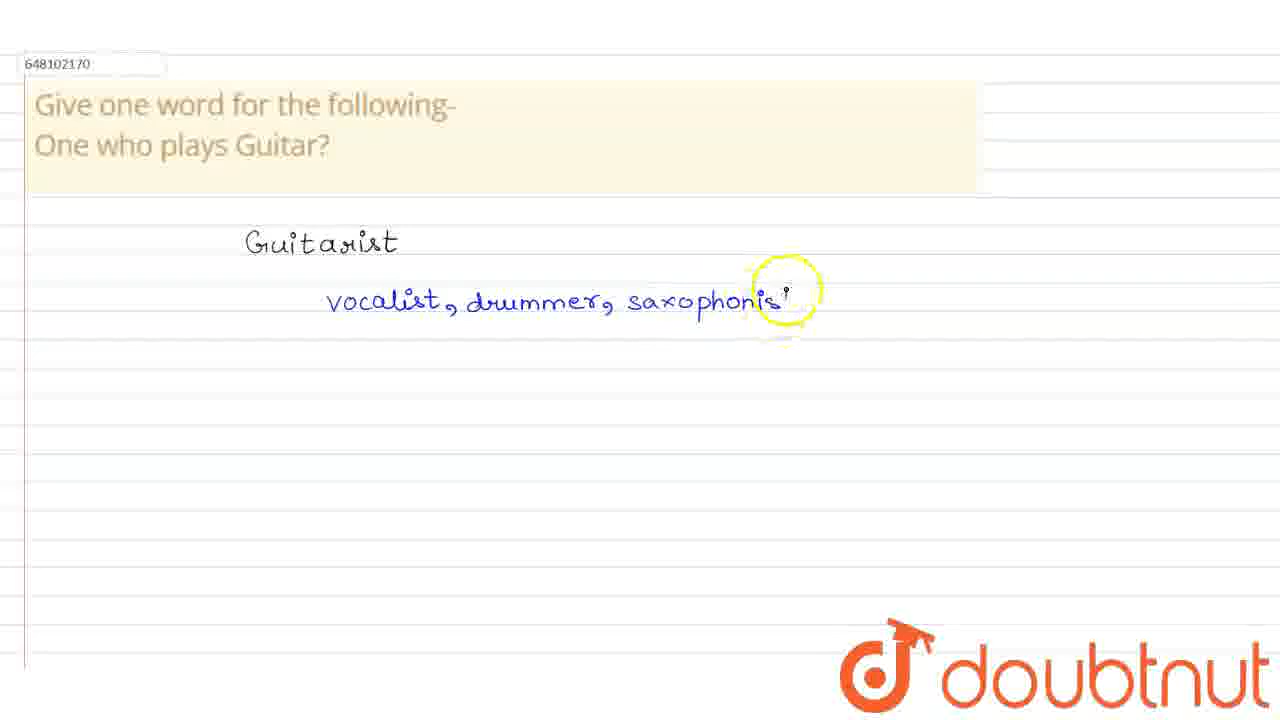 648102170
Give one word for the following-
One who plays Guitar?
Guitarist
vocalist, drummer, saxophonis
doubtnut